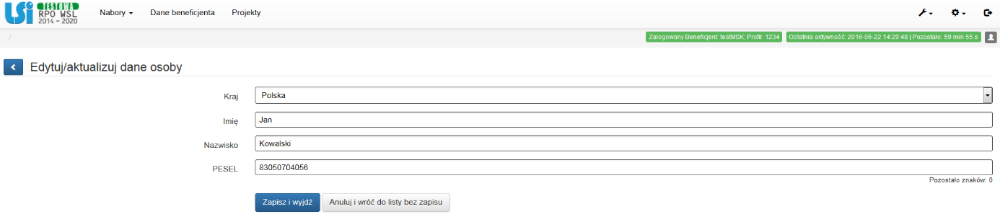 LSi TESTOWA
RPO WSL
2014 - 2020
Nabory Dane beneficjenta Projekty
/ Zalogowany Beneficjent: testMSK; Profil: 1234 Ostatnia aktywność: 2016-06-22 14:29:48 | Pozostało: 59 min 55 s
Edytuj/aktualizuj dane osoby
Kraj Polska
Imię Jan
Nazwisko Kowalski
PESEL 83050704056
Pozostało znaków: 0
Zapisz i wyjdź Anuluj i wróć do listy bez zapisu